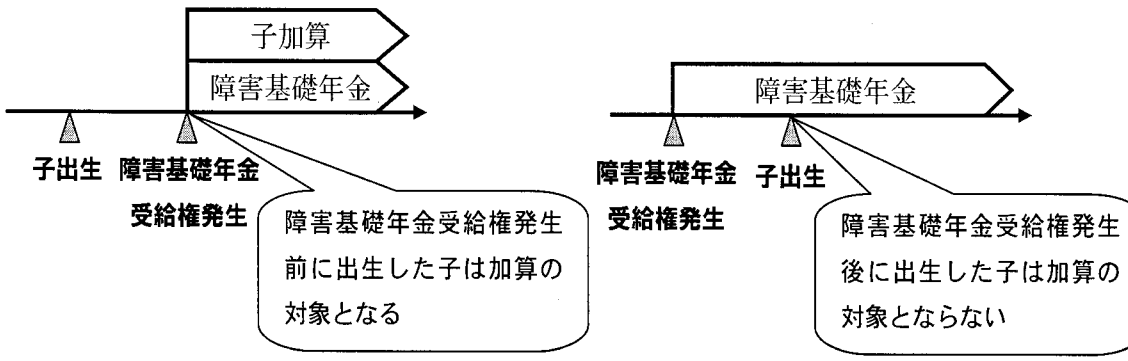 子加算
障害基礎年金
子出生
障害基礎年金
受給権発生
障害基礎年金受給権発生
前に出生した子は加算の
対象となる
障害基礎年金
障害基礎年金
受給権発生
子出生
障害基礎年金受給権発生
後に出生した子は加算の
対象とならない